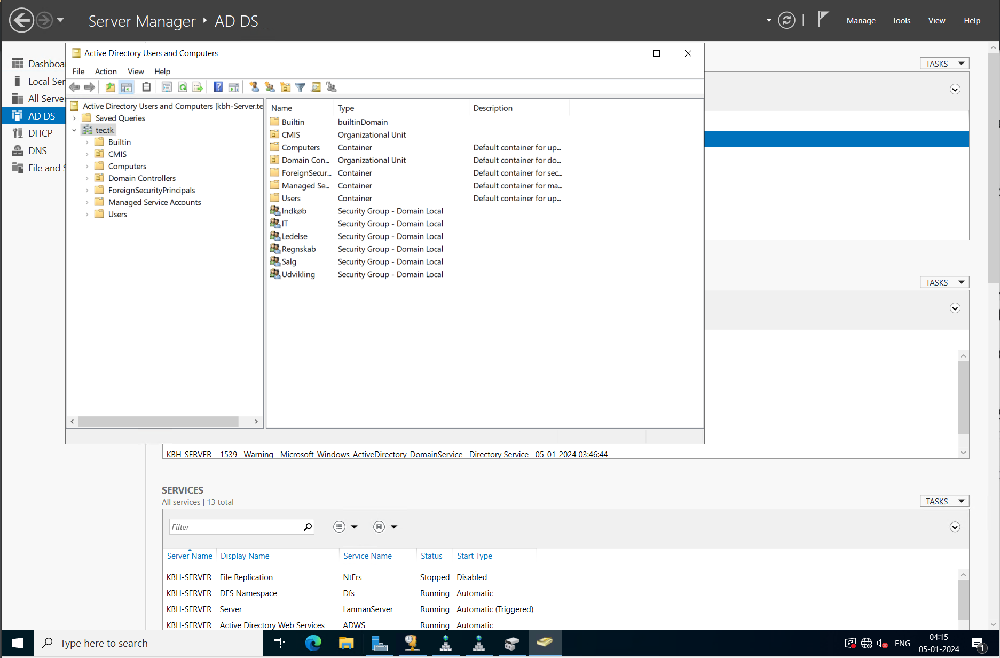 Server Manager ‣ AD DS
Manage Tools View Help
Active Directory Users and Computers
File Action View Help
Dashboa
Local Ser
All Server
AD DS
DHCP
DNS
File and S
Active Directory Users and Computers [kbh-Server.te
Saved Queries
tec.tk
Builtin
CMIS
Computers
Domain Controllers
ForeignSecurityPrincipals
Managed Service Accounts
Users
Name Type Description
Builtin builtinDomain
CMIS Organizational Unit
Computers Container Default container for up...
Domain Con... Organizational Unit Default container for do...
ForeignSecur... Container Default container for sec...
Managed Se... Container Default container for ma...
Users Container Default container for up...
Indkøb Security Group - Domain Local
IT Security Group - Domain Local
Ledelse Security Group - Domain Local
Regnskab Security Group - Domain Local
Salg Security Group - Domain Local
Udvikling Security Group - Domain Local
TASKS
TASKS
KBH-SERVER 1539 Warning Microsoft-Windows-ActiveDirectory_DomainService Directory Service 05-01-2024 03:46:44
SERVICES
All services | 13 total
TASKS
Filter
Server Name Display Name Service Name Status Start Type
KBH-SERVER File Replication NtFrs Stopped Disabled
KBH-SERVER DFS Namespace Dfs Running Automatic
KBH-SERVER Server LanmanServer Running Automatic (Triggered)
KBH-SERVER Active Directory Web Services ADWS Running Automatic
Type here to search
ENG
04:15
05-01-2024
1